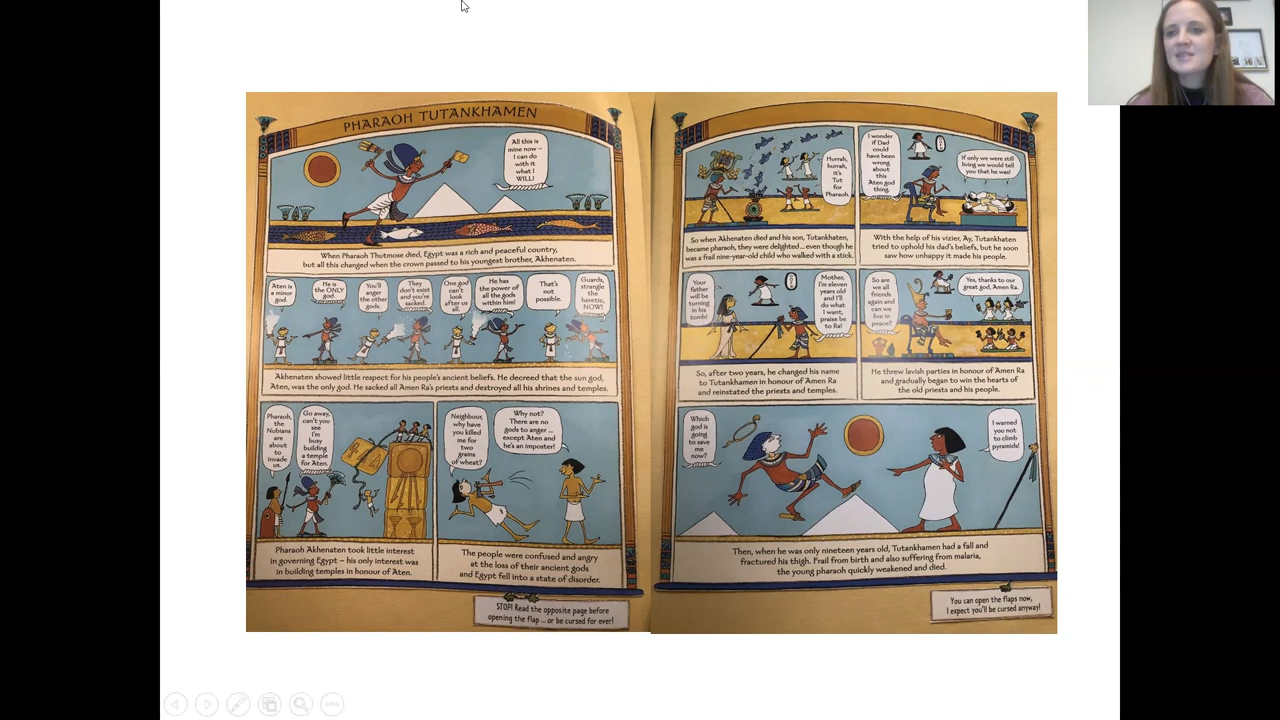 PHARAOH TUTANKHAMEN
All this is
mine now –
I can do
with it
what I
WILL!
When Pharaoh Thutmose died, Egypt was a rich and peaceful country,
but all this changed when the crown passed to his youngest brother, Akhenaten.
Aten is
a minor
god.
He is
the ONLY
god.
You'll
anger
the other
gods.
They
don't exist
and you're
sacked.
One god
can't
look
after us
all.
He has
the power of
all the gods
within him!
That's
not
possible.
Guards,
strangle
the
heretic,
NOW!
Akhenaten showed little respect for his people's ancient beliefs. He decreed that the sun god,
Aten, was the only god. He sacked all Amen Ra's priests and destroyed all his shrines and temples.
Pharaoh,
the
Nubians
are
about
to
invade
us.
Go away,
can't you
see
I'm
busy
building
a temple
for Aten.
Pharaoh Akhenaten took little interest
in governing Egypt – his only interest was
in building temples in honour of Aten.
Neighbour,
why have
you killed
me for
two
grains
of wheat?
Why not?
There are no
gods to anger ...
except Aten and
he's an imposter!
The people were confused and angry
at the loss of their ancient gods
and Egypt fell into a state of disorder.
STOP! Read the opposite page before
opening the flap ... or be cursed for ever!
Hurrah,
hurrah,
it's
Tut
for
Pharaoh.
So when Akhenaten died and his son, Tutankhaten,
became pharaoh, they were delighted... even though he
was a frail nine-year-old child who walked with a stick.
I wonder
if Dad
could
have been
wrong
about
this
Aten god
thing.
If only we were still
living we would tell
you that he was!
With the help of his vizier, Ay, Tutankhaten
tried to uphold his dad's beliefs, but he soon
saw how unhappy it made his people.
Your
father
will be
turning
in his
tomb!
Mother,
I'm eleven
years old
and I'll
do what
I want,
praise be
to Ra!
So, after two years, he changed his name
to Tutankhamen in honour of Amen Ra
and reinstated the priests and temples.
So are
we all
friends
again and
can we
live in
peace?
Yes, thanks to our
great god, Amen Ra.
He threw lavish parties in honour of Amen Ra
and gradually began to win the hearts of
the old priests and his people.
Which
god is
going
to save
me
now?
I warned
you not
to climb
pyramids!
Then, when he was only nineteen years old, Tutankhamen had a fall and
fractured his thigh. Frail from birth and also suffering from malaria,
the young pharaoh quickly weakened and died.
You can open the flaps now,
I expect you'll be cursed anyway!